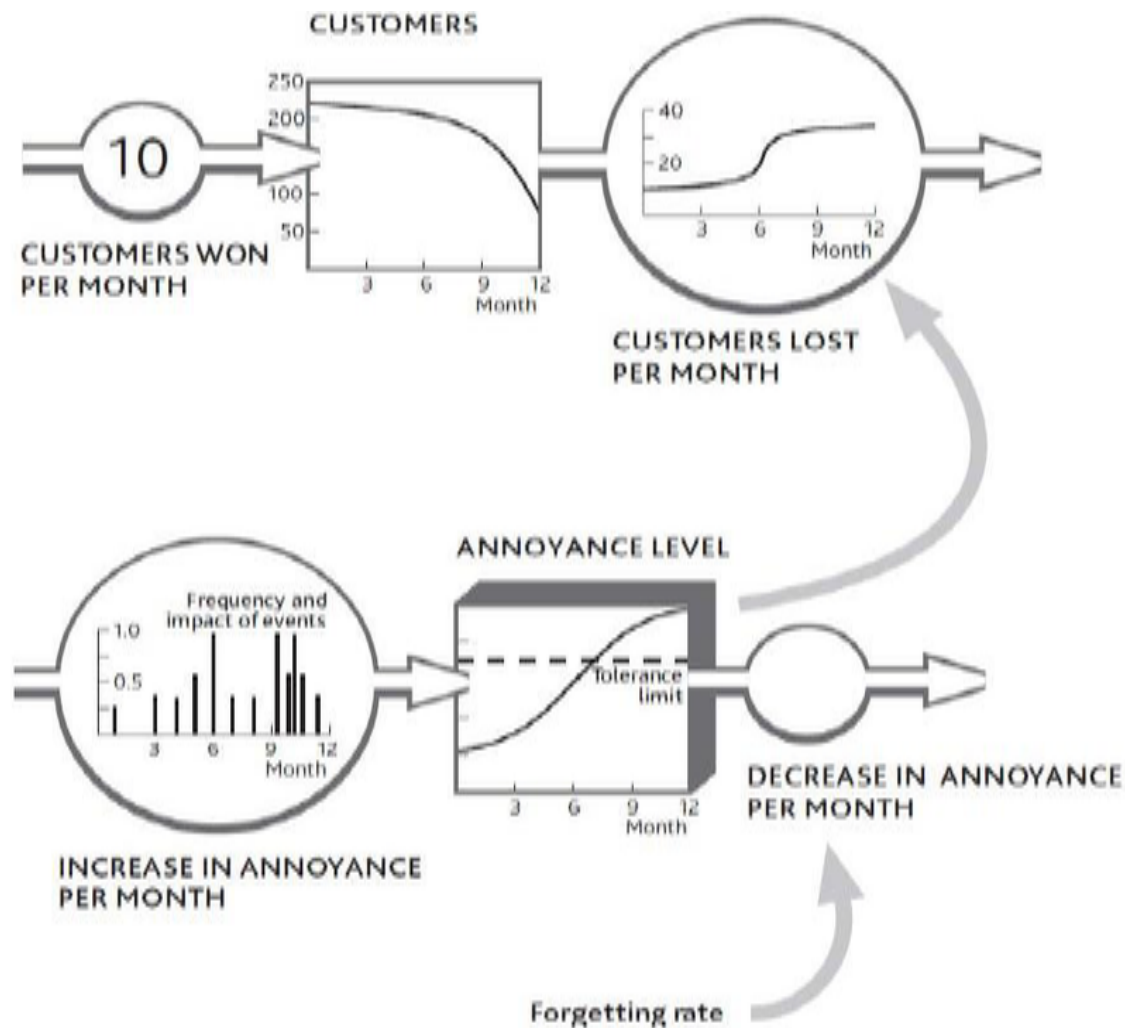 CUSTOMERS
250
200
100
50
3 6 9 12
Month
10
CUSTOMERS WON
PER MONTH
40
20
3 6 9 12
Month
CUSTOMERS LOST
PER MONTH
ANNOYANCE LEVEL
Tolerance
limit
3 6 9 12
Month
Frequency and
impact of events
1.0
0.5
3 6 9 12
Month
INCREASE IN ANNOYANCE
PER MONTH
DECREASE IN ANNOYANCE
PER MONTH
Forgetting rate